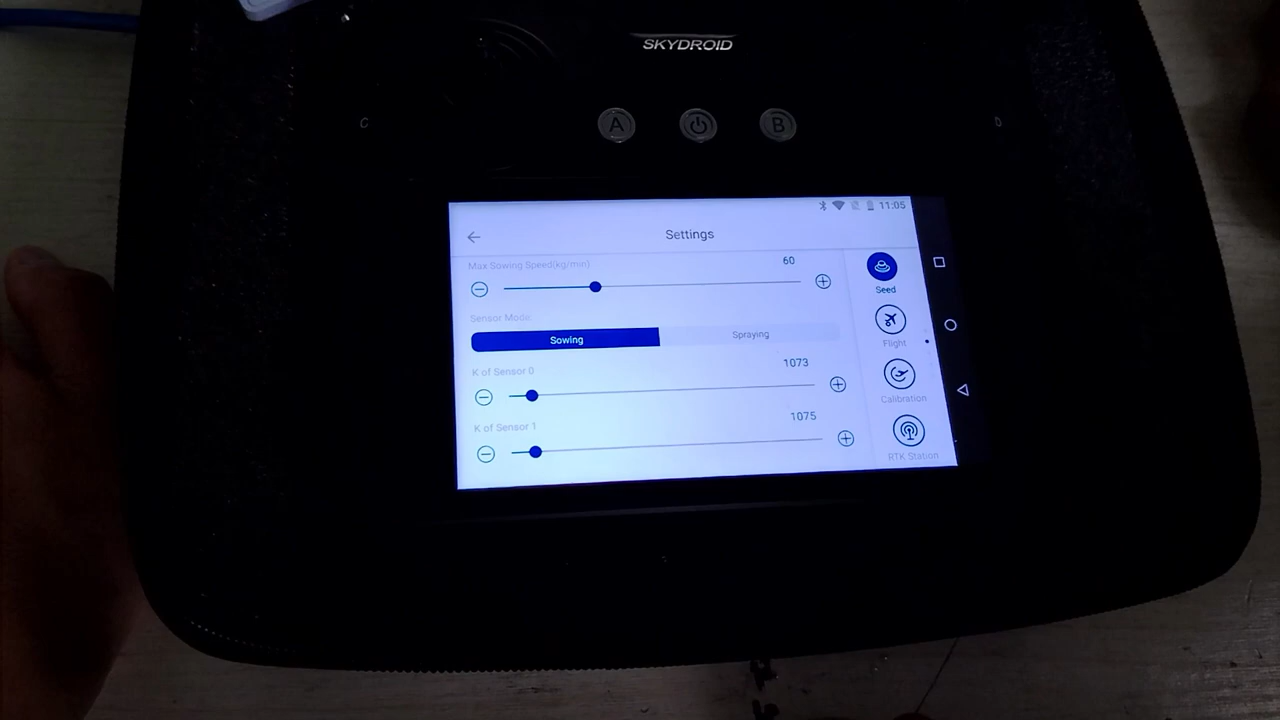 SKYDROID
A
B
11:05
Settings
Max Sowing Speed(kg/min)
60
Seed
Sensor Mode
Sowing
Spraying
Flight
K of Sensor 0
1073
Calibration
K of Sensor 1
1075
RTK Station